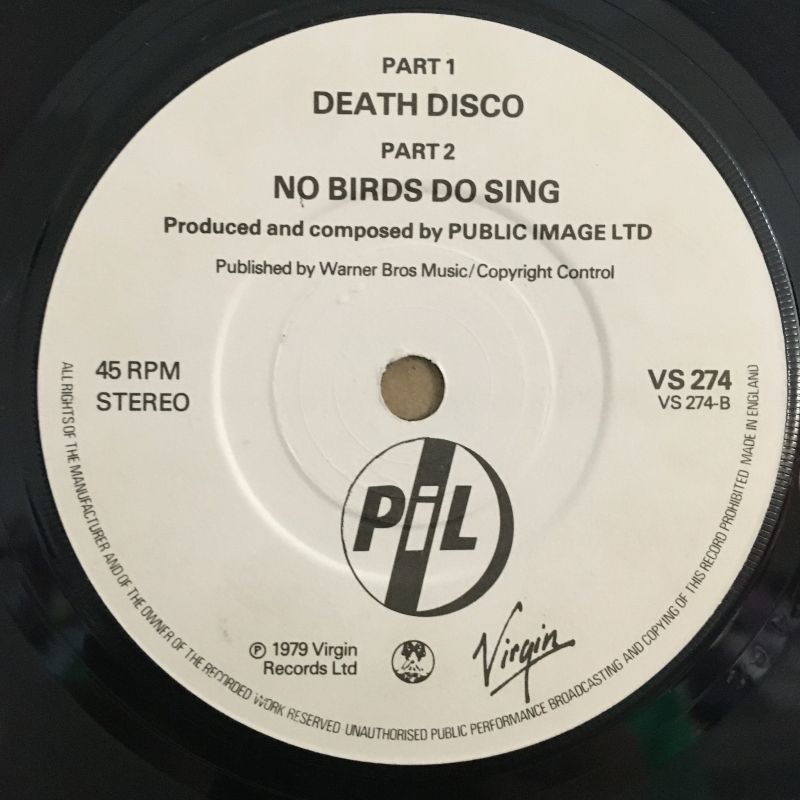 PART 1
DEATH DISCO
PART 2
NO BIRDS DO SING
Produced and composed by PUBLIC IMAGE LTD
Published by Warner Bros Music/Copyright Control
45 RPM
STEREO
VS 274
VS 274-B
PiL
℗ 1979 Virgin
Records Ltd
Virgin
ALL RIGHTS OF THE MANUFACTURER AND OF THE OWNER OF THE RECORDED WORK RESERVED UNAUTHORISED PUBLIC PERFORMANCE BROADCASTING AND COPYING OF THIS RECORD PROHIBITED MADE IN ENGLAND